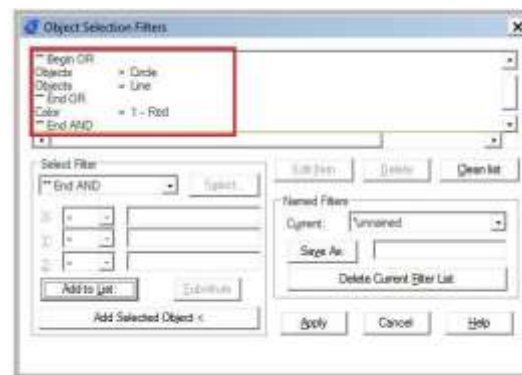 Object Selection Filters
** Begin OR
Objects = Circle
Objects = Line
** End OR
Color = 1 - Red
** End AND
Select Filter
** End AND
Select...
Edit Item
Delete
Clear list
Named Filters
Current:
*unnamed
X:
=
Y:
=
Z:
=
Save As:
Delete Current Filter List
Add to List:
Substitute
Add Selected Object <
Apply
Cancel
Help